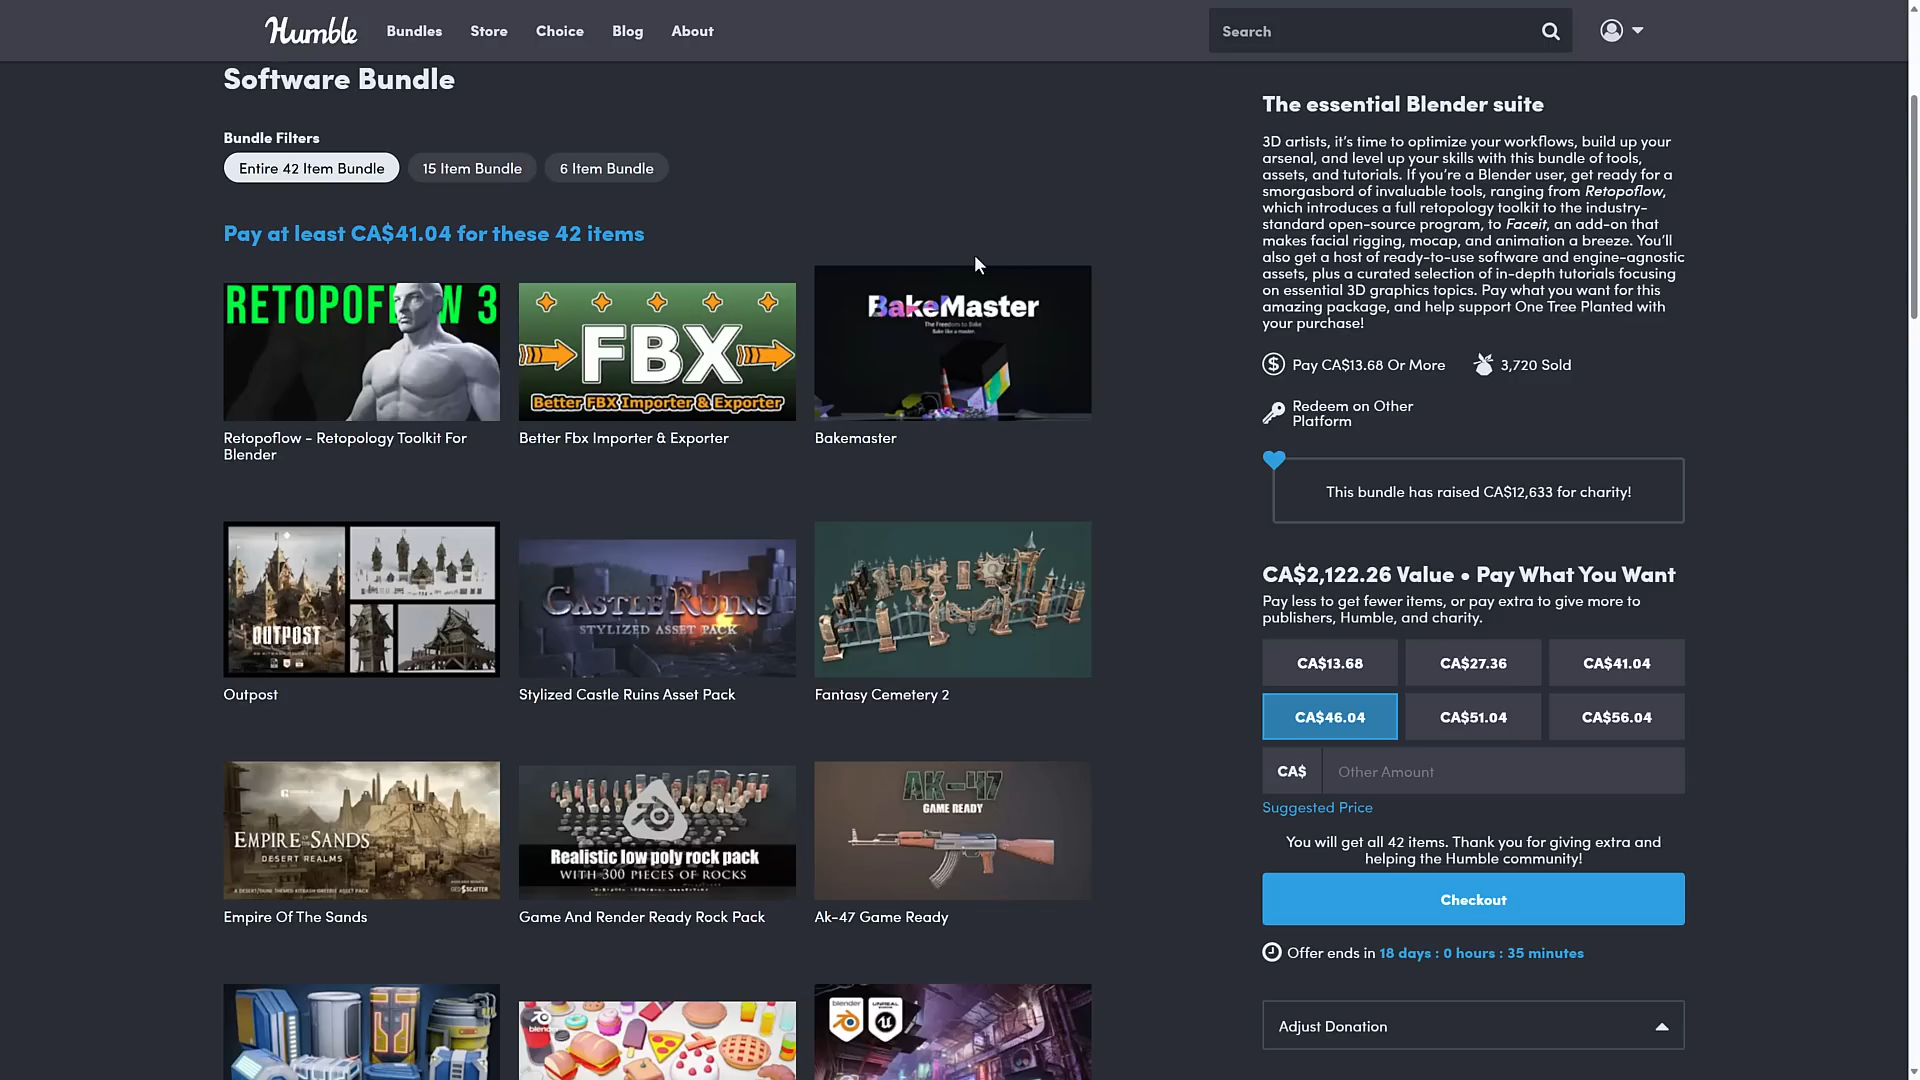 Humble
Bundles
Store
Choice
Blog
About
Search
Software Bundle
Bundle Filters
Entire 42 Item Bundle
15 Item Bundle
6 Item Bundle
Pay at least CA$41.04 for these 42 items
RETOPOFLOW 3
FBX
Better FBX Importer & Exporter
BakeMaster
The Freedom to Bake
Bake like a master.
Retopoflow - Retopology Toolkit For
Blender
Better Fbx Importer & Exporter
Bakemaster
OUTPOST
CASTLE RUINS
STYLIZED ASSET PACK
Outpost
Stylized Castle Ruins Asset Pack
Fantasy Cemetery 2
EMPIRE OF SANDS
DESERT REALMS
GEO SCATTER
Realistic low poly rock pack
WITH 300 PIECES OF ROCKS
AK-47
GAME READY
Empire Of The Sands
Game And Render Ready Rock Pack
Ak-47 Game Ready
blender
blender
UNREAL
The essential Blender suite
3D artists, it's time to optimize your workflows, build up your
arsenal, and level up your skills with this bundle of tools,
assets, and tutorials. If you're a Blender user, get ready for a
smorgasbord of invaluable tools, ranging from Retopoflow,
which introduces a full retopology toolkit to the industry-
standard open-source program, to Faceit, an add-on that
makes facial rigging, mocap, and animation a breeze. You'll
also get a host of ready-to-use software and engine-agnostic
assets, plus a curated selection of in-depth tutorials focusing
on essential 3D graphics topics. Pay what you want for this
amazing package, and help support One Tree Planted with
your purchase!
Pay CA$13.68 Or More
3,720 Sold
Redeem on Other
Platform
This bundle has raised CA$12,633 for charity!
CA$2,122.26 Value • Pay What You Want
Pay less to get fewer items, or pay extra to give more to
publishers, Humble, and charity.
CA$13.68
CA$27.36
CA$41.04
CA$46.04
CA$51.04
CA$56.04
CA$
Other Amount
Suggested Price
You will get all 42 items. Thank you for giving extra and
helping the Humble community!
Checkout
Offer ends in 18 days : 0 hours : 35 minutes
Adjust Donation